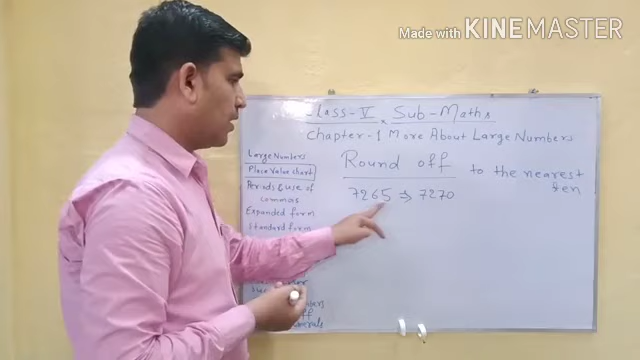 Made with KINEMASTER
CLASS-V Sub-Maths
Chapter-1 More About Large Numbers
Large Numbers
Place Value chart
Periods & use of
commas
Expanded form
Standard form
Round off to the nearest
ten
7265 ⇒ 7270